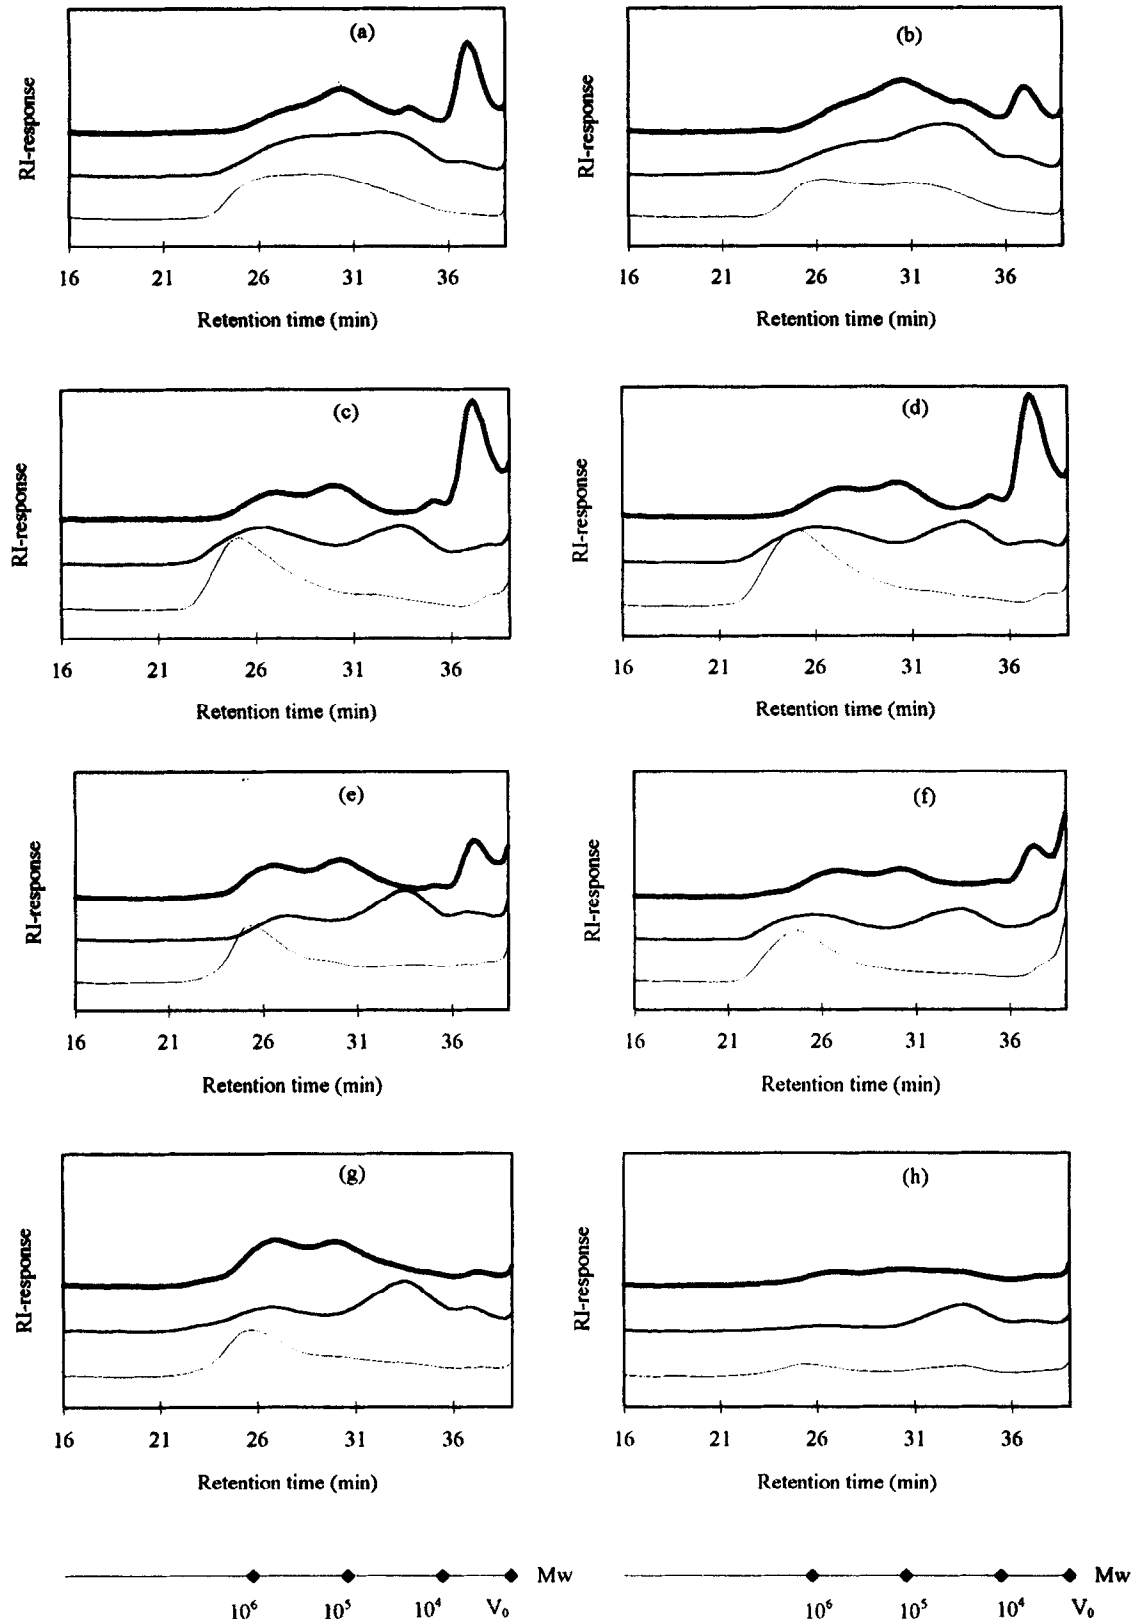 (a)
(b)
RI-response
RI-response
16 21 26 31 36
16 21 26 31 36
Retention time (min)
Retention time (min)
(c)
(d)
RI-response
RI-response
16 21 26 31 36
16 21 26 31 36
Retention time (min)
Retention time (min)
(e)
(f)
RI-response
RI-response
16 21 26 31 36
16 21 26 31 36
Retention time (min)
Retention time (min)
(g)
(h)
RI-response
RI-response
16 21 26 31 36
16 21 26 31 36
Retention time (min)
Retention time (min)
Mw
Mw
10⁶ 10⁵ 10⁴ V₀
10⁶ 10⁵ 10⁴ V₀